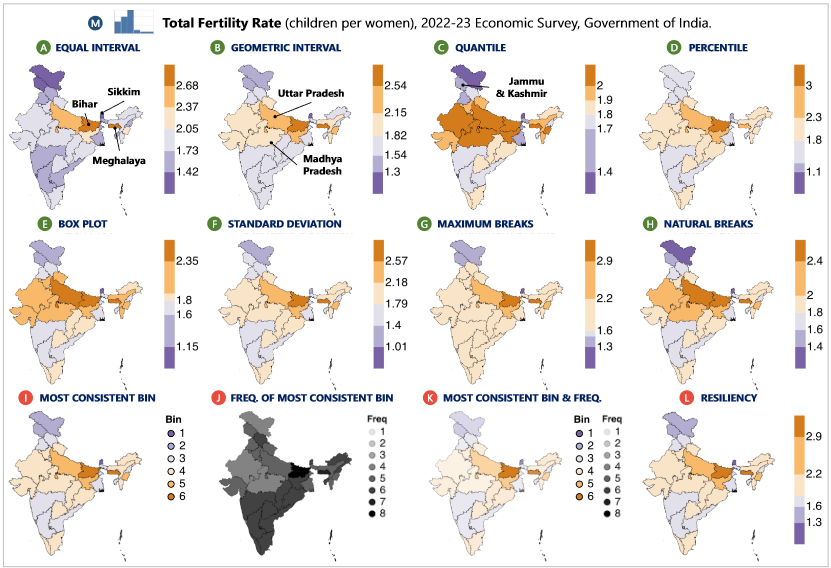 M Total Fertility Rate (children per women), 2022-23 Economic Survey, Government of India.
A EQUAL INTERVAL
Sikkim
Bihar
Meghalaya
2.68
2.37
2.05
1.73
1.42
B GEOMETRIC INTERVAL
Uttar Pradesh
Madhya
Pradesh
2.54
2.15
1.82
1.54
1.3
C QUANTILE
Jammu
& Kashmir
2
1.9
1.8
1.7
1.4
D PERCENTILE
3
2.3
1.8
1.1
E BOX PLOT
2.35
1.8
1.6
1.15
F STANDARD DEVIATION
2.57
2.18
1.79
1.4
1.01
G MAXIMUM BREAKS
2.9
2.2
1.6
1.3
H NATURAL BREAKS
2.4
2
1.8
1.6
1.4
I MOST CONSISTENT BIN
Bin
1
2
3
4
5
6
J FREQ. OF MOST CONSISTENT BIN
Freq
1
2
3
4
5
6
7
8
K MOST CONSISTENT BIN & FREQ.
Bin
1
2
3
4
5
6
Freq
1
2
3
4
5
6
7
8
L RESILIENCY
2.9
2.2
1.6
1.3